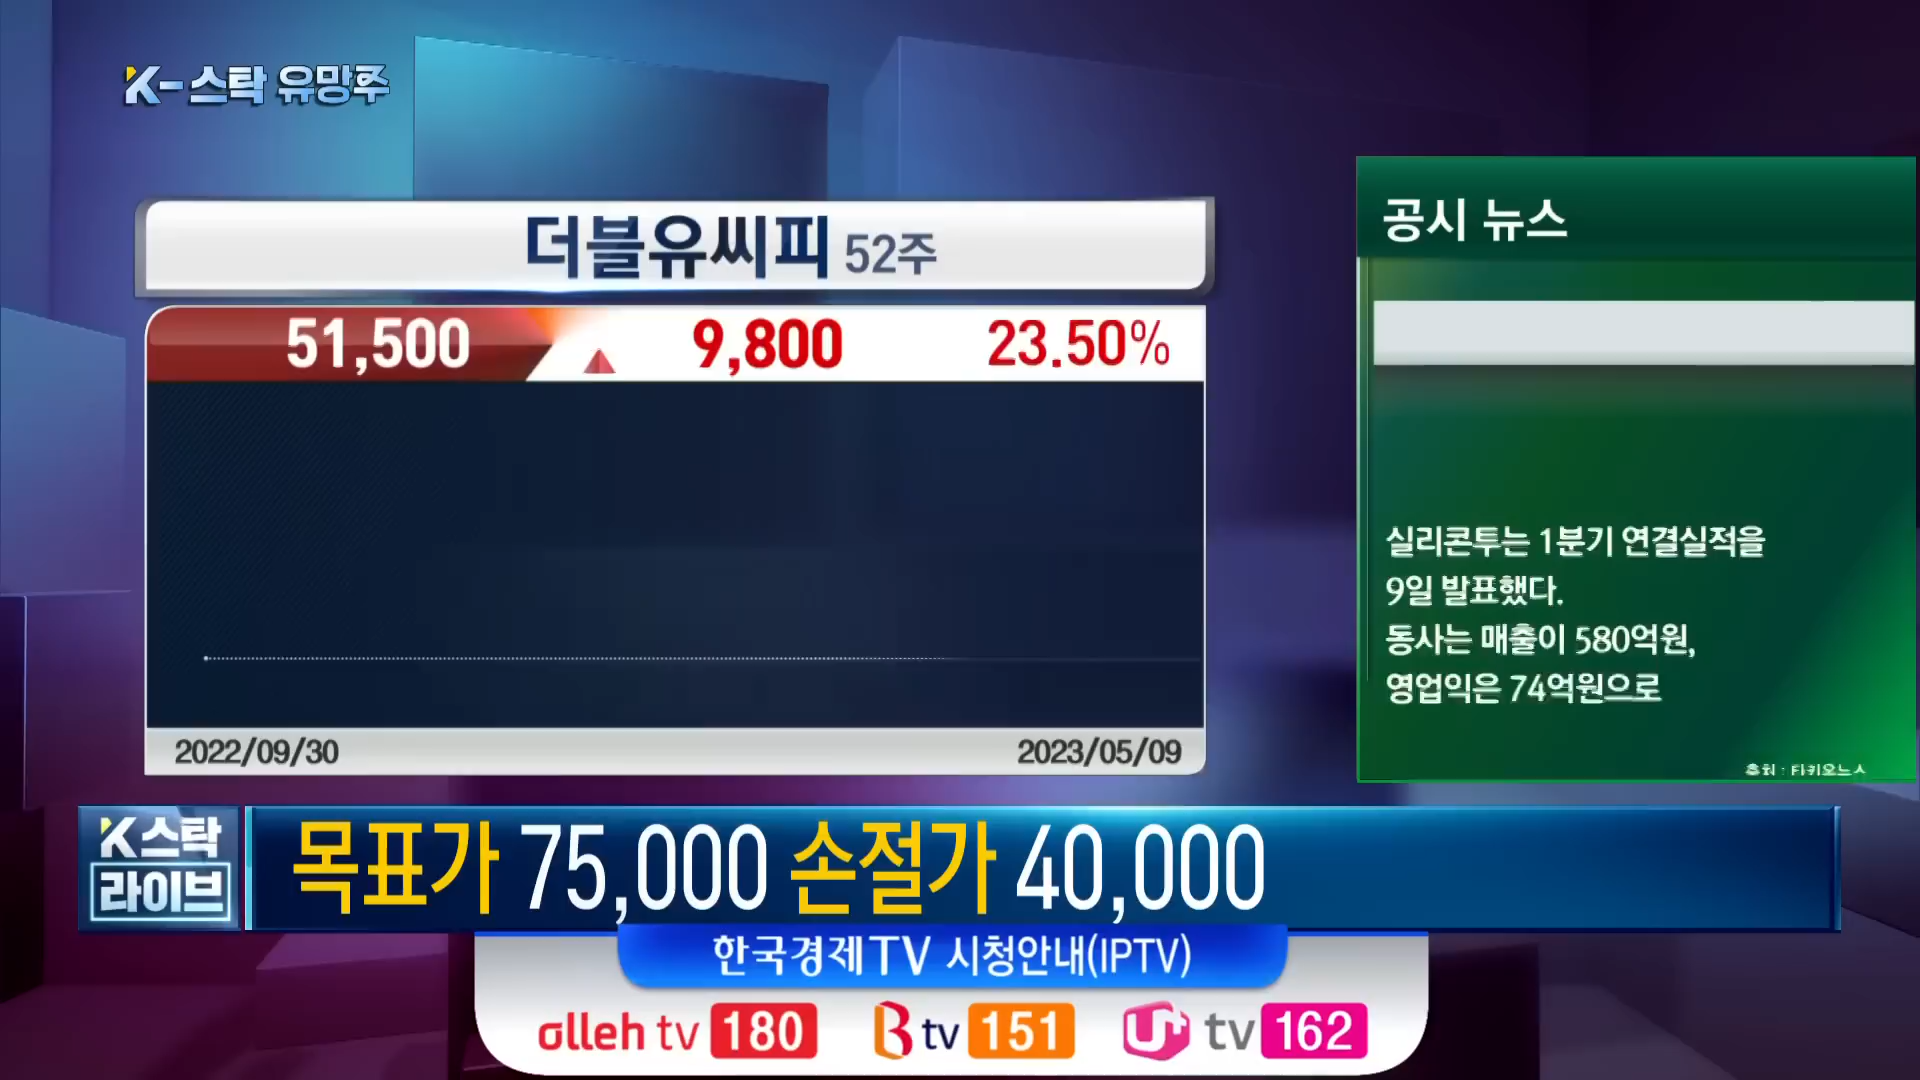 K-스탁 유망주
더블유씨피 52주
51,500 ▲ 9,800 23.50%
2022/09/30 2023/05/09
공시 뉴스
실리콘투는 1분기 연결실적을
9일 발표했다.
동사는 매출이 580억원,
영업익은 74억원으로
출처 :
K스탁
라이브
목표가 75,000 손절가 40,000
한국경제TV 시청안내(IPTV)
olleh tv 180 B tv 151 U+ tv 162